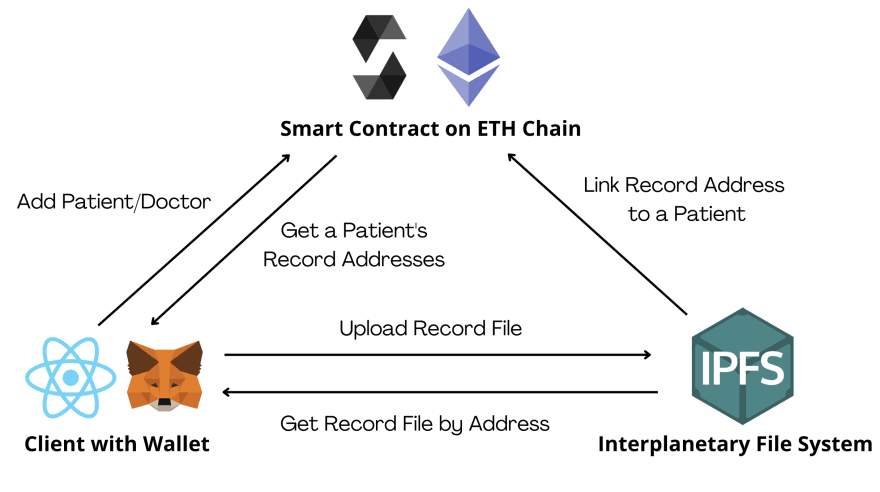 Smart Contract on ETH Chain
Add Patient/Doctor
Link Record Address
to a Patient
Get a Patient's
Record Addresses
Upload Record File
IPFS
Get Record File by Address
Client with Wallet
Interplanetary File System